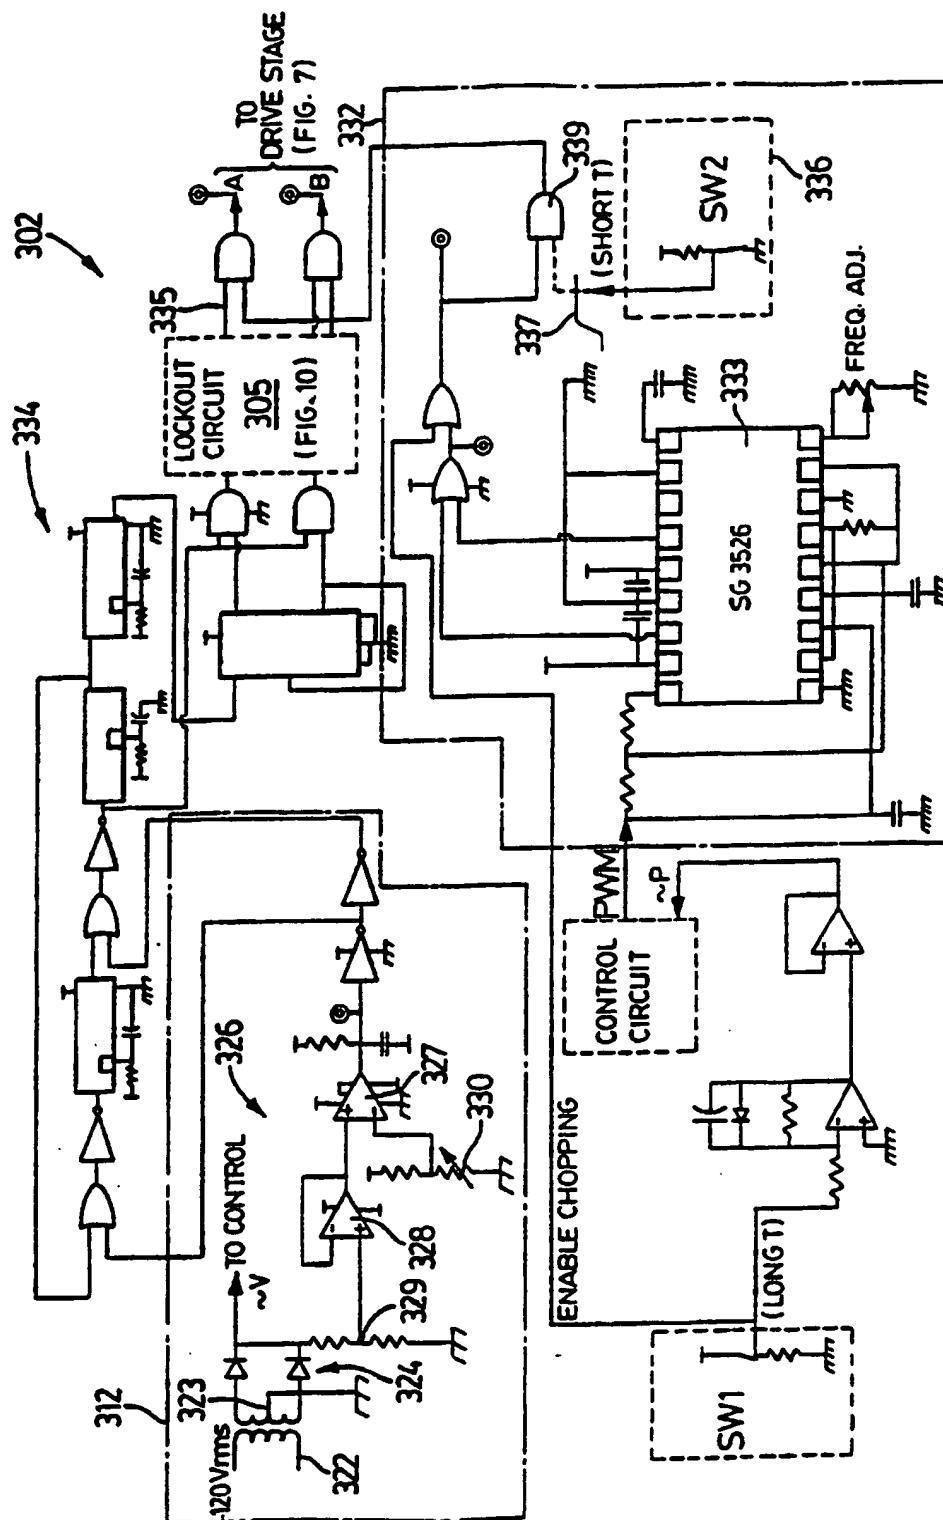 302
334
TO
DRIVE STAGE
(FIG. 7)
A
B
335
332
LOCKOUT
CIRCUIT
305
(FIG.10)
339
(SHORT T)
337
SW2
336
FREQ. ADJ.
333
SG 3526
312
120Vrms
323
322
324
~V
TO CONTROL
329
328
326
327
330
- +
+ -
ENABLE CHOPPING
PWM
~P
CONTROL
CIRCUIT
- +
- +
(LONG T)
SW1